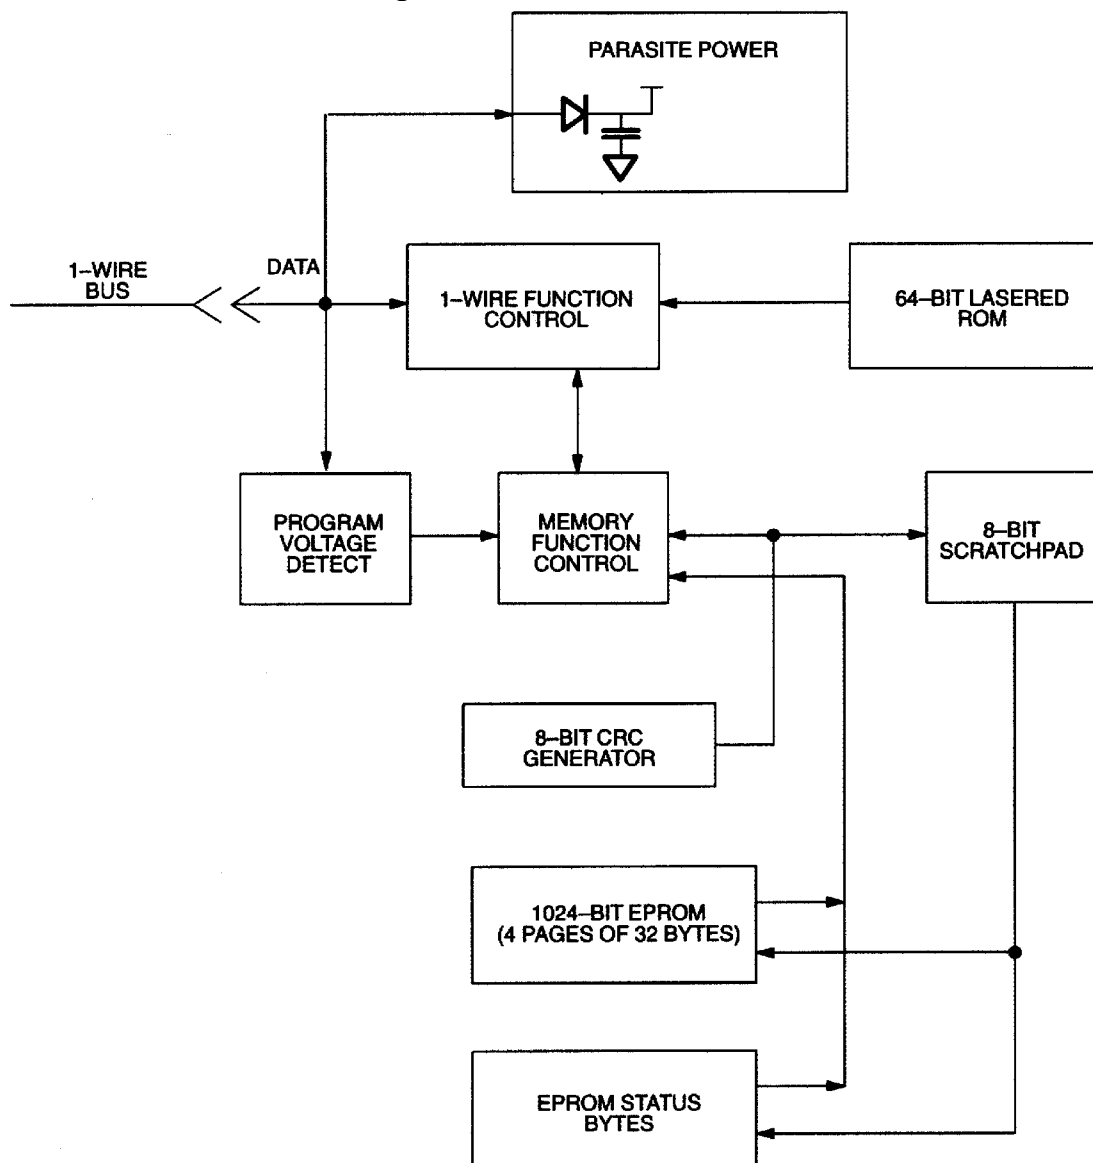 PARASITE POWER
1–WIRE
BUS
DATA
1–WIRE FUNCTION
CONTROL
64–BIT LASERED
ROM
PROGRAM
VOLTAGE
DETECT
MEMORY
FUNCTION
CONTROL
8–BIT
SCRATCHPAD
8–BIT CRC
GENERATOR
1024–BIT EPROM
(4 PAGES OF 32 BYTES)
EPROM STATUS
BYTES